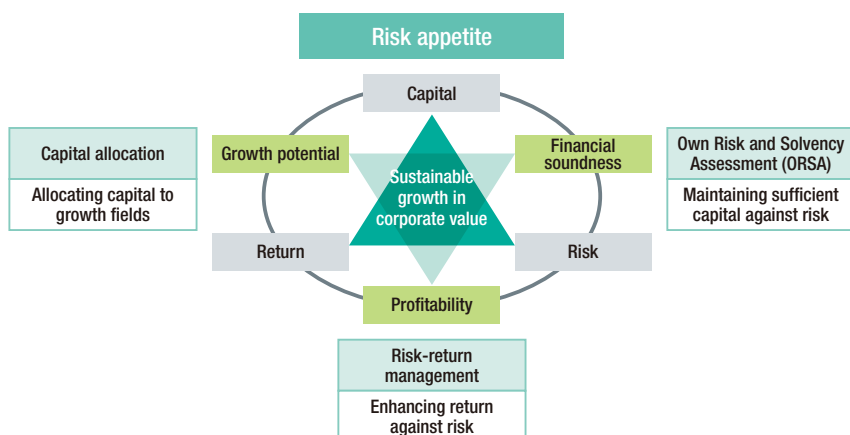 Risk appetite
Capital
Growth potential
Financial
soundness
Capital allocation
Allocating capital to
growth fields
Sustainable
growth in
corporate value
Own Risk and Solvency
Assessment (ORSA)
Maintaining sufficient
capital against risk
Return
Risk
Profitability
Risk-return
management
Enhancing return
against risk